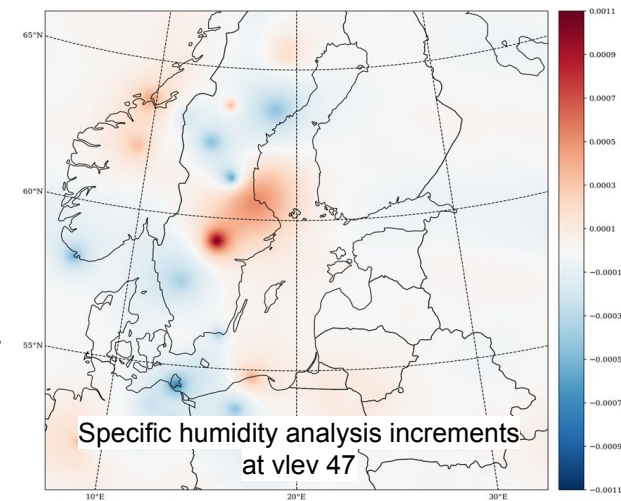 65°N
60°N
55°N
10°E
20°E
30°E
Specific humidity analysis increments
at vlev 47
0.0011
0.0009
0.0007
0.0005
0.0003
0.0001
−0.0001
−0.0003
−0.0005
−0.0007
−0.0009
−0.0011